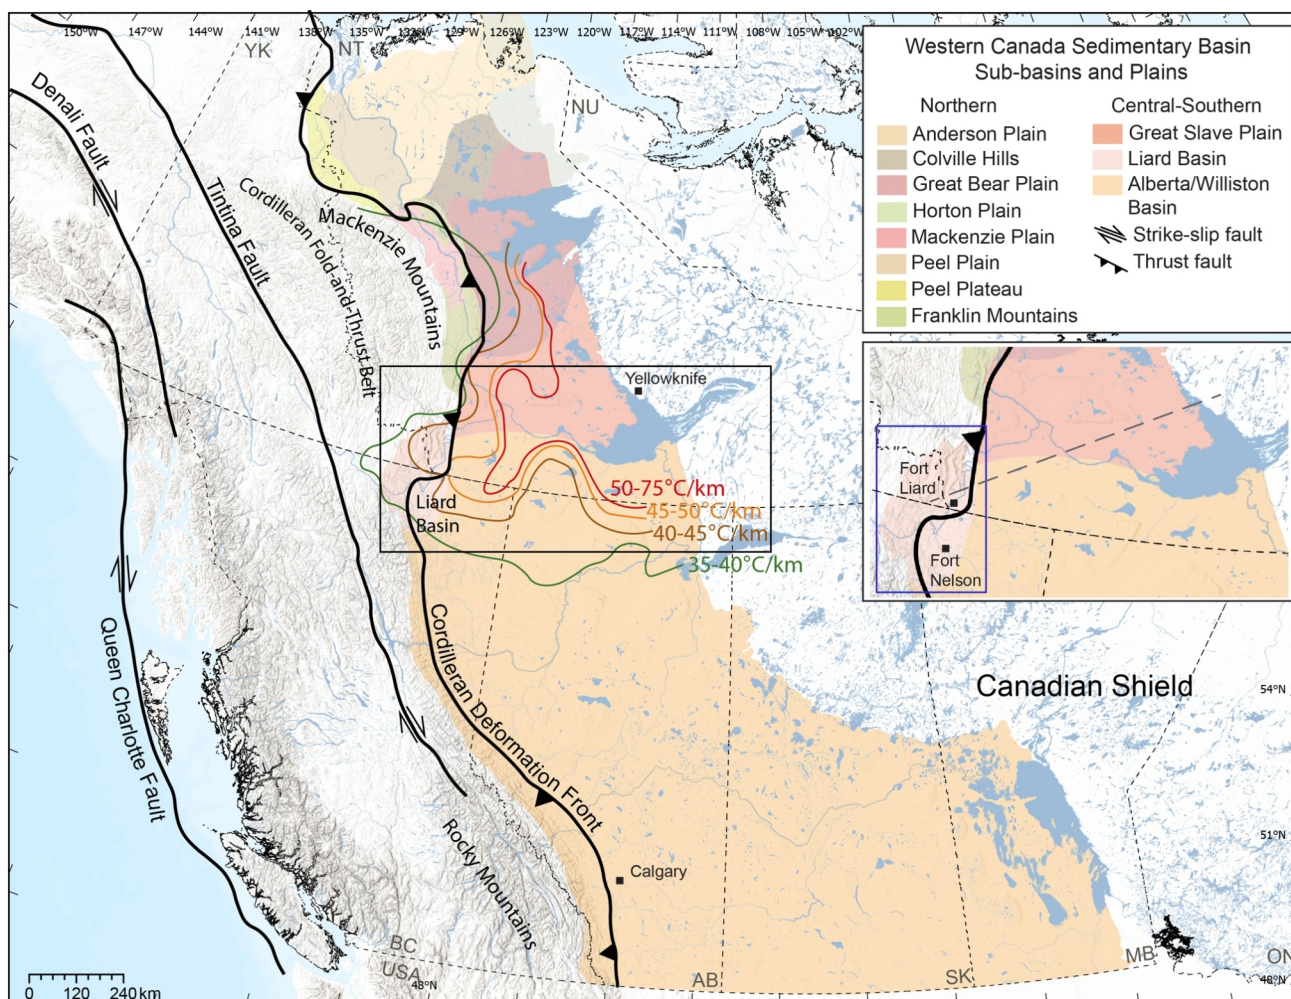 150°W 147°W 144°W 141°W 138°W 135°W 132°W 129°W 126°W 123°W 120°W 117°W 114°W 111°W 108°W 105°W 102°W
YK
NT
NU
Denali Fault
Tintina Fault
Cordilleran Fold-and-Thrust Belt
Mackenzie Mountains
Yellowknife
50-75°C/km
45-50°C/km
40-45°C/km
35-40°C/km
Liard
Basin
Queen Charlotte Fault
Cordilleran Deformation Front
Rocky Mountains
Calgary
Canadian Shield
54°N
51°N
48°N
48°N
BC
USA
AB
SK
MB
ON
0 120 240 km
Western Canada Sedimentary Basin
Sub-basins and Plains
Northern
Anderson Plain
Colville Hills
Great Bear Plain
Horton Plain
Mackenzie Plain
Peel Plain
Peel Plateau
Franklin Mountains
Central-Southern
Great Slave Plain
Liard Basin
Alberta/Williston
Basin
Strike-slip fault
Thrust fault
Fort
Liard
Fort
Nelson